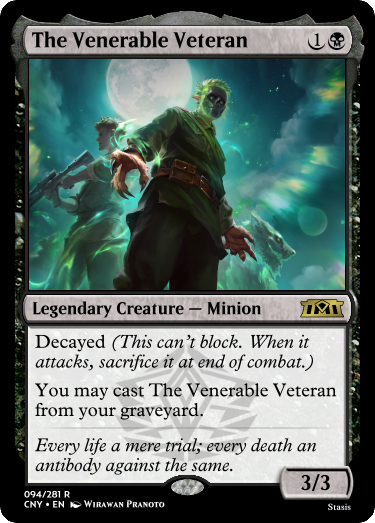 The Venerable Veteran 1
Legendary Creature — Minion
Decayed (This can't block. When it
attacks, sacrifice it at end of combat.)
You may cast The Venerable Veteran
from your graveyard.
Every life a mere trial; every death an
antibody against the same.
3/3
094/281 R
CNY • EN Wirawan Pranoto
Stasis